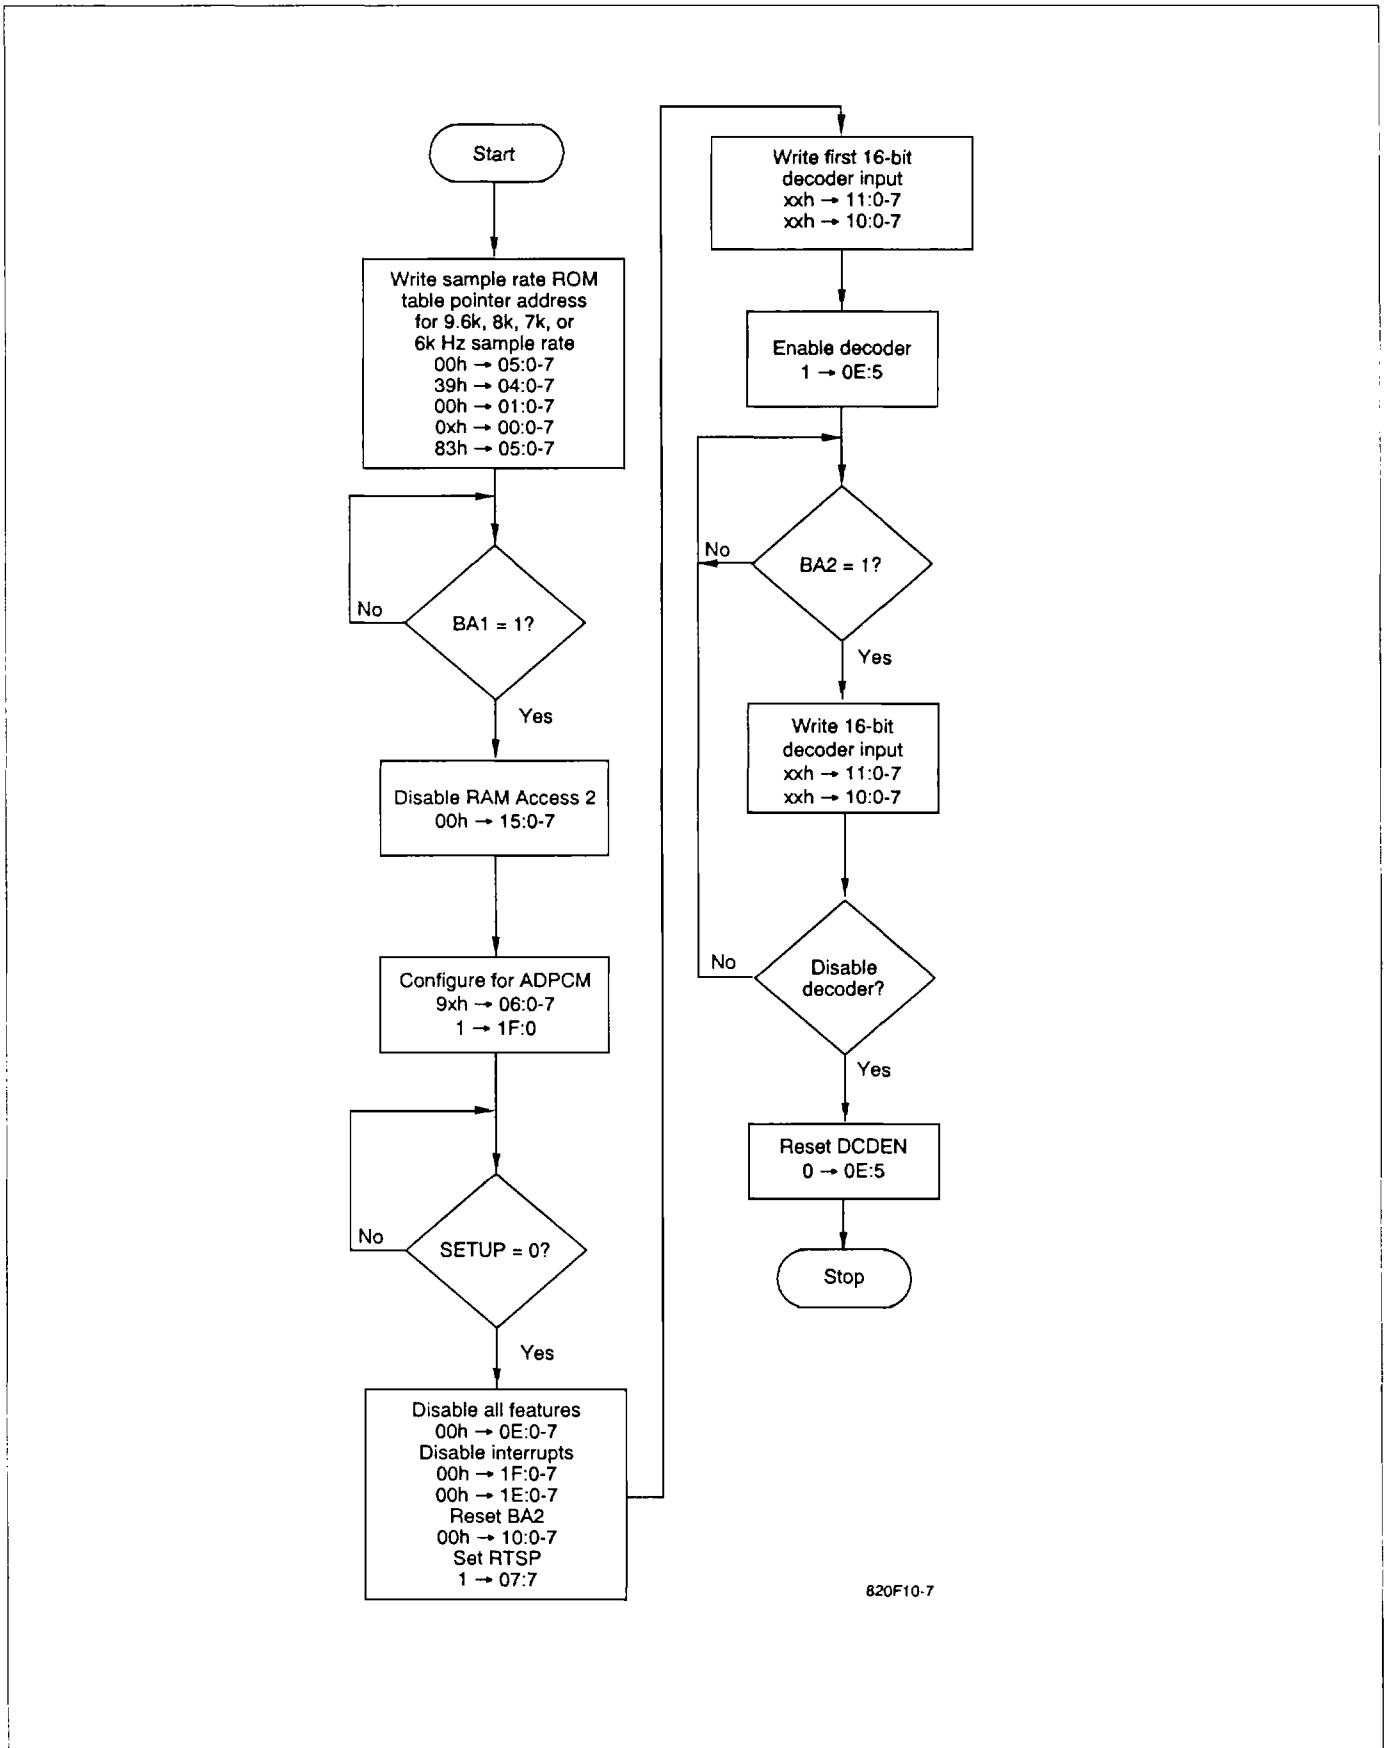 Start
Write sample rate ROM
table pointer address
for 9.6k, 8k, 7k, or
6k Hz sample rate
00h → 05:0-7
39h → 04:0-7
00h → 01:0-7
0xh → 00:0-7
83h → 05:0-7
No
BA1 = 1?
Yes
Disable RAM Access 2
00h → 15:0-7
Configure for ADPCM
9xh → 06:0-7
1 → 1F:0
No
SETUP = 0?
Yes
Disable all features
00h → 0E:0-7
Disable interrupts
00h → 1F:0-7
00h → 1E:0-7
Reset BA2
00h → 10:0-7
Set RTSP
1 → 07:7
Write first 16-bit
decoder input
xxh → 11:0-7
xxh → 10:0-7
Enable decoder
1 → 0E:5
No
BA2 = 1?
Yes
Write 16-bit
decoder input
xxh → 11:0-7
xxh → 10:0-7
No
Disable
decoder?
Yes
Reset DCDEN
0 → 0E:5
Stop
820F10-7